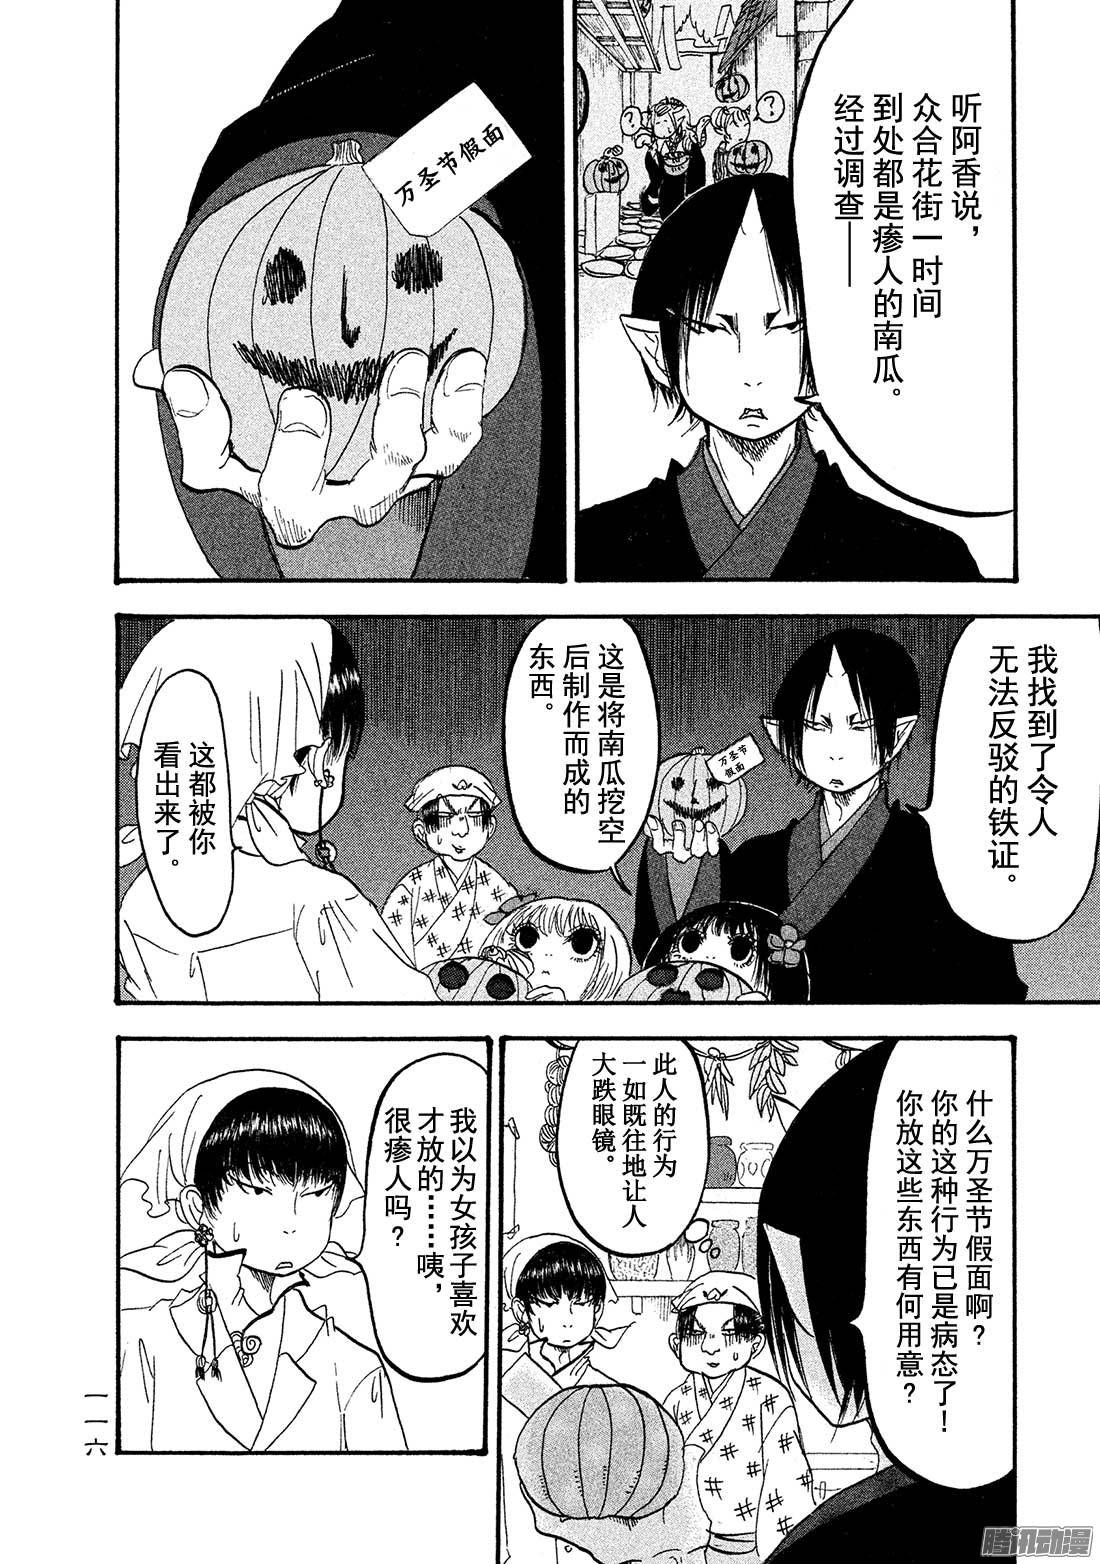 听阿香说，
众合花街一时间
到处都是瘆人的南瓜。
经过调查——
?
?
万圣节假面
我找到了令人
无法反驳的铁证。
万圣节
假面
这是将南瓜挖空
后制作而成的
东西。
这都被你
看出来了。
什么万圣节假面啊？
你的这种行为已是病态了！
你放这些东西有何用意？
此人的行为
一如既往地让人
大跌眼镜。
我以为女孩子喜欢
才放的……咦，
很瘆人吗？
一一六
腾讯动漫